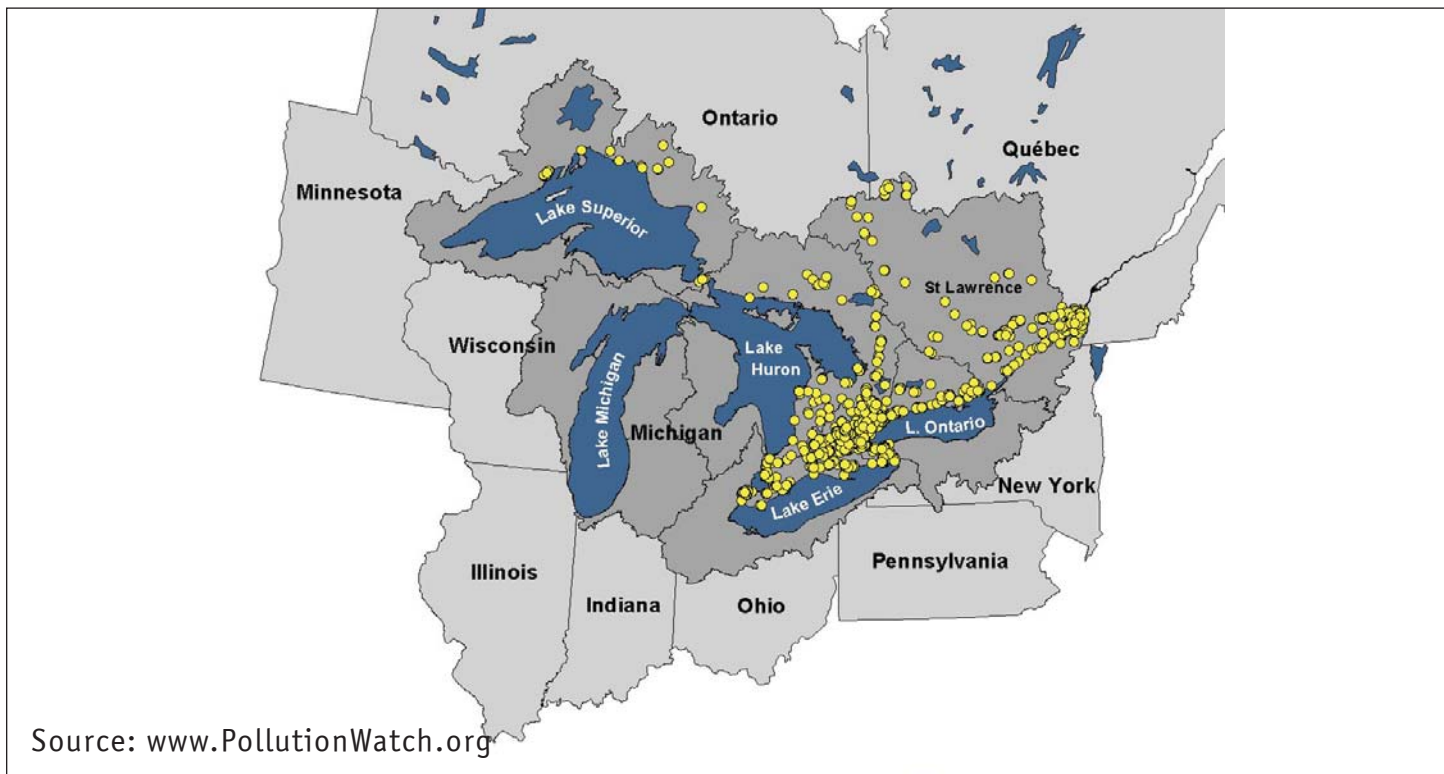 Ontario
Québec
Minnesota
Lake Superior
St Lawrence
Wisconsin
Lake
Huron
Lake Michigan
Michigan
L. Ontario
New York
Lake Erie
Pennsylvania
Illinois
Indiana
Ohio
Source: www.PollutionWatch.org